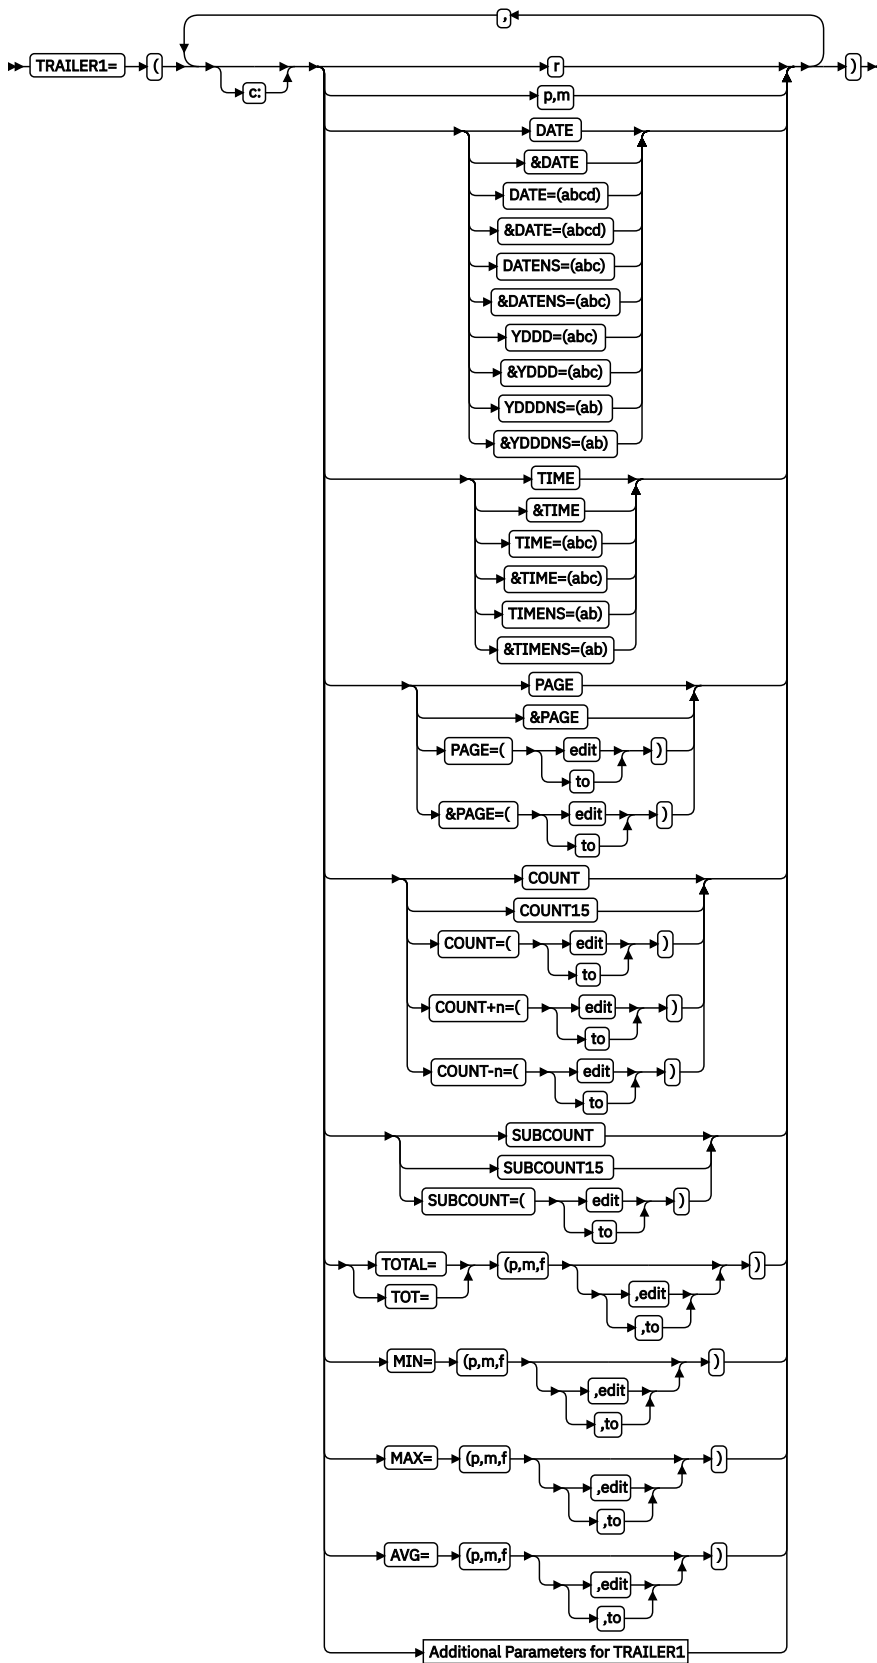 ,
TRAILER1= ( r )
c:
p,m
DATE
&DATE
DATE=(abcd)
&DATE=(abcd)
DATENS=(abc)
&DATENS=(abc)
YDDD=(abc)
&YDDD=(abc)
YDDDNS=(ab)
&YDDDNS=(ab)
TIME
&TIME
TIME=(abc)
&TIME=(abc)
TIMENS=(ab)
&TIMENS=(ab)
PAGE
&PAGE
PAGE=( edit )
to
&PAGE=( edit )
to
COUNT
COUNT15
COUNT=( edit )
to
COUNT+n=( edit )
to
COUNT-n=( edit )
to
SUBCOUNT
SUBCOUNT15
SUBCOUNT=( edit )
to
TOTAL= (p,m,f )
TOT= ,edit
,to
MIN= (p,m,f )
,edit
,to
MAX= (p,m,f )
,edit
,to
AVG= (p,m,f )
,edit
,to
Additional Parameters for TRAILER1